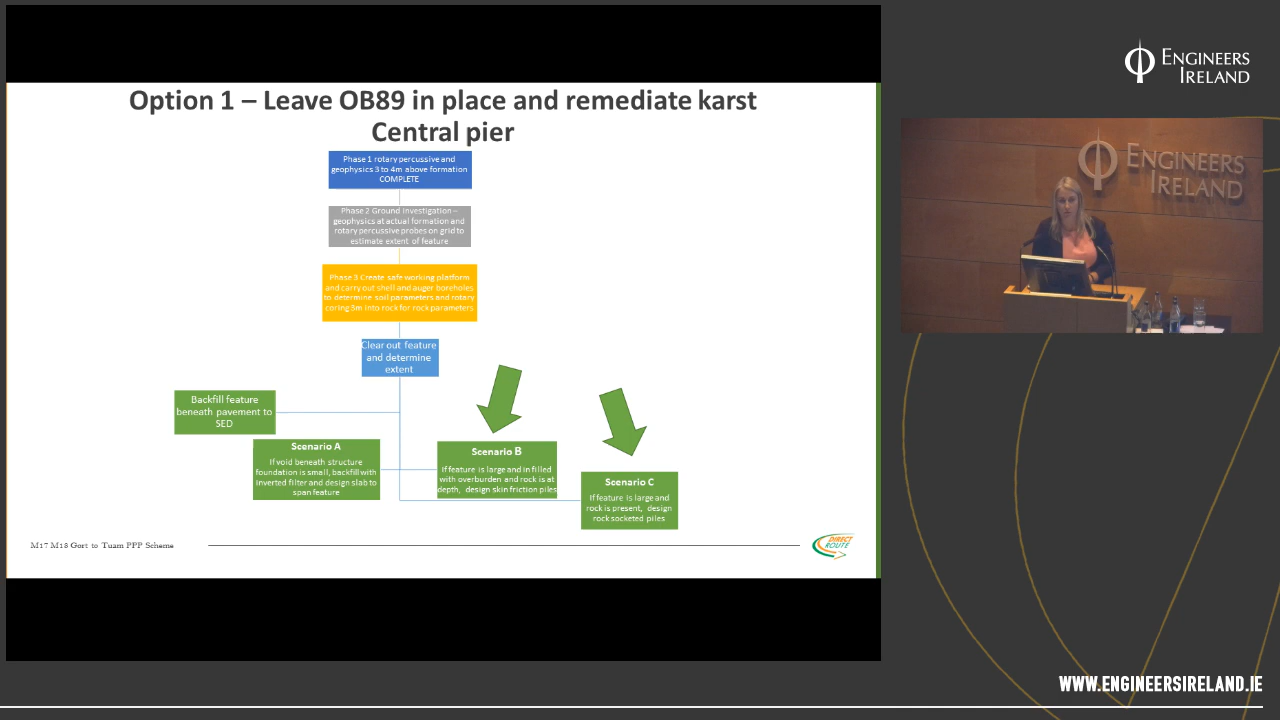 Option 1 – Leave OB89 in place and remediate karst
Central pier
Phase 1 rotary percussive and
geophysics 3 to 4m above formation
COMPLETE
Phase 2 Ground Investigation –
geophysics at actual formation and
rotary percussive probes on grid to
estimate extent of feature
Phase 3 Create safe working platform
and carry out shell and auger boreholes
to determine soil parameters and rotary
coring 3m into rock for rock parameters
Clear out feature
and determine
extent
Backfill feature
beneath pavement to
SED
Scenario A
If void beneath structure
foundation is small, backfill with
inverted filter and design slab to
span feature
Scenario B
If feature is large and in filled
with overburden and rock is at
depth, design skin friction piles
Scenario C
If feature is large and
rock is present, design
rock socketed piles
M17 M18 Gort to Tuam PPP Scheme
DIRECT
ROUTE
ENGINEERS
IRELAND
ENGINEERS
IRELAND
WWW.ENGINEERSIRELAND.IE